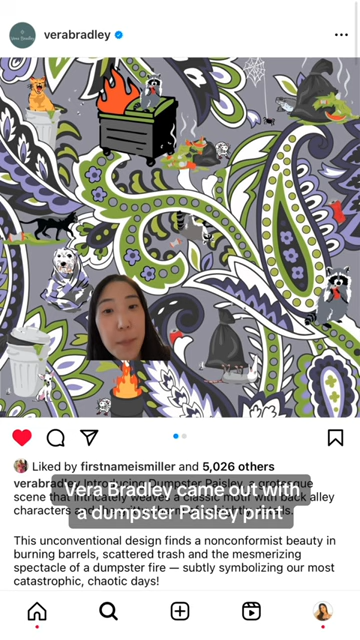 verabradley
Liked by firstnameismiller and 5,026 others
verabradley Introducing Dumpster Paisley, a grotesque
scene that intricately weaves a classic motif with back alley
characters and
Vera Bradley came out with
a dumpster Paisley print
This unconventional design finds a nonconformist beauty in
burning barrels, scattered trash and the mesmerizing
spectacle of a dumpster fire — subtly symbolizing our most
catastrophic, chaotic days!